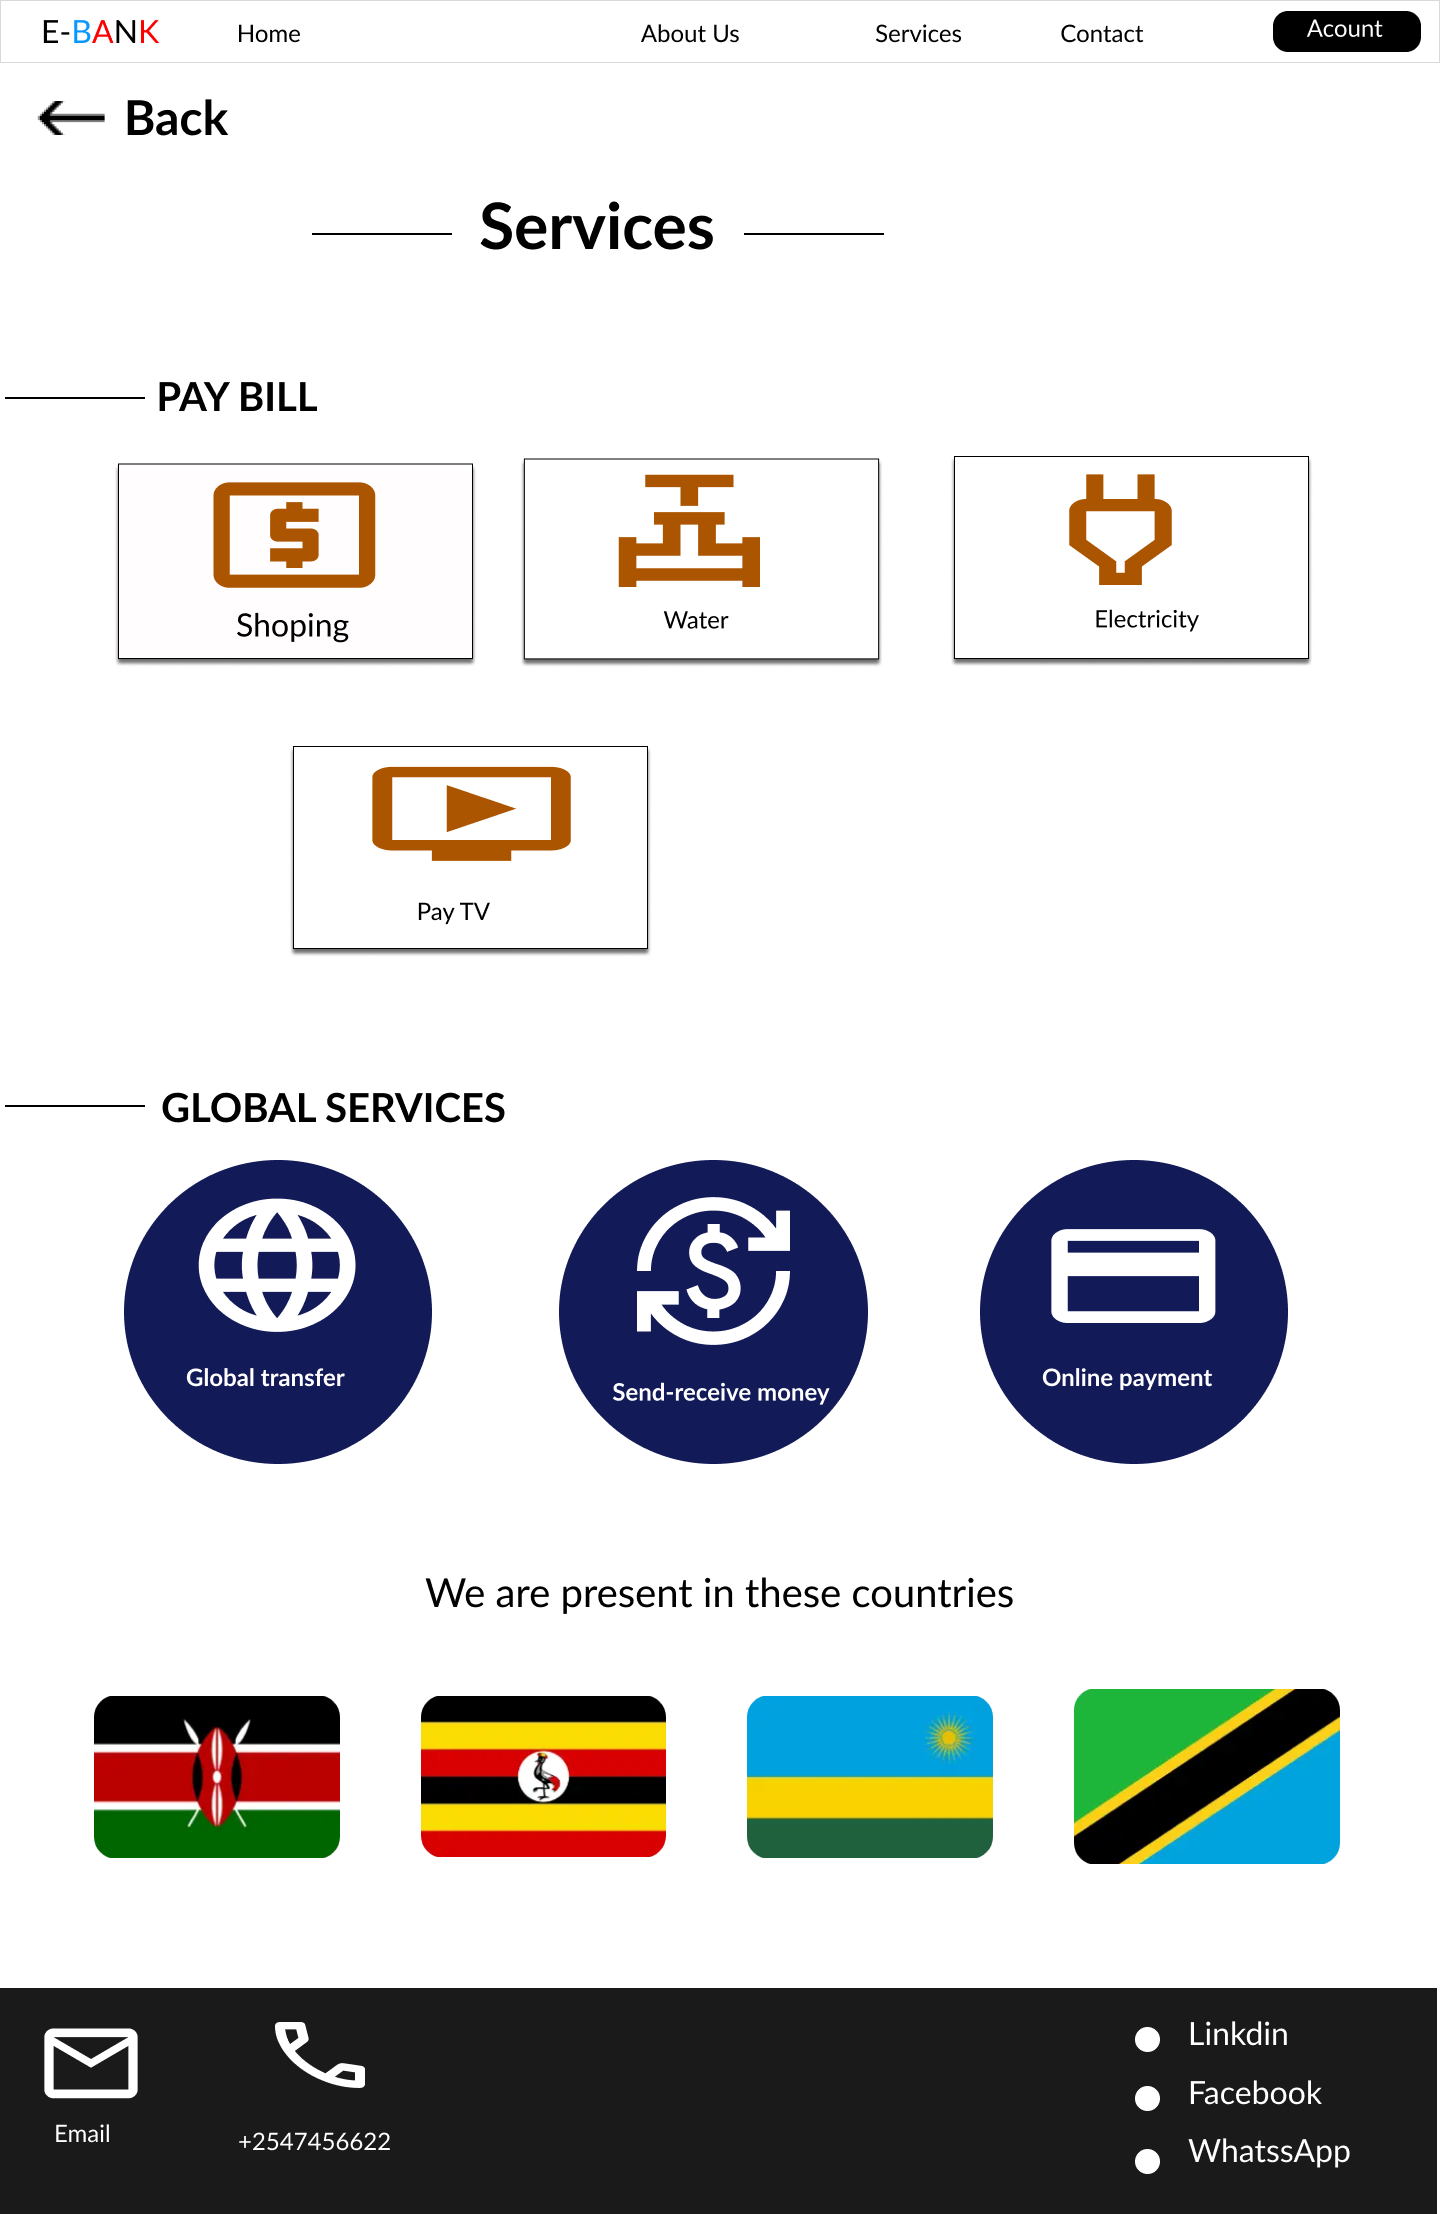 E-BANK Home About Us Services Contact Acount
Back
Services
PAY BILL
Shoping Water Electricity
Pay TV
GLOBAL SERVICES
Global transfer Send-receive money Online payment
We are present in these countries
Linkdin
Facebook
Email +2547456622
WhatssApp